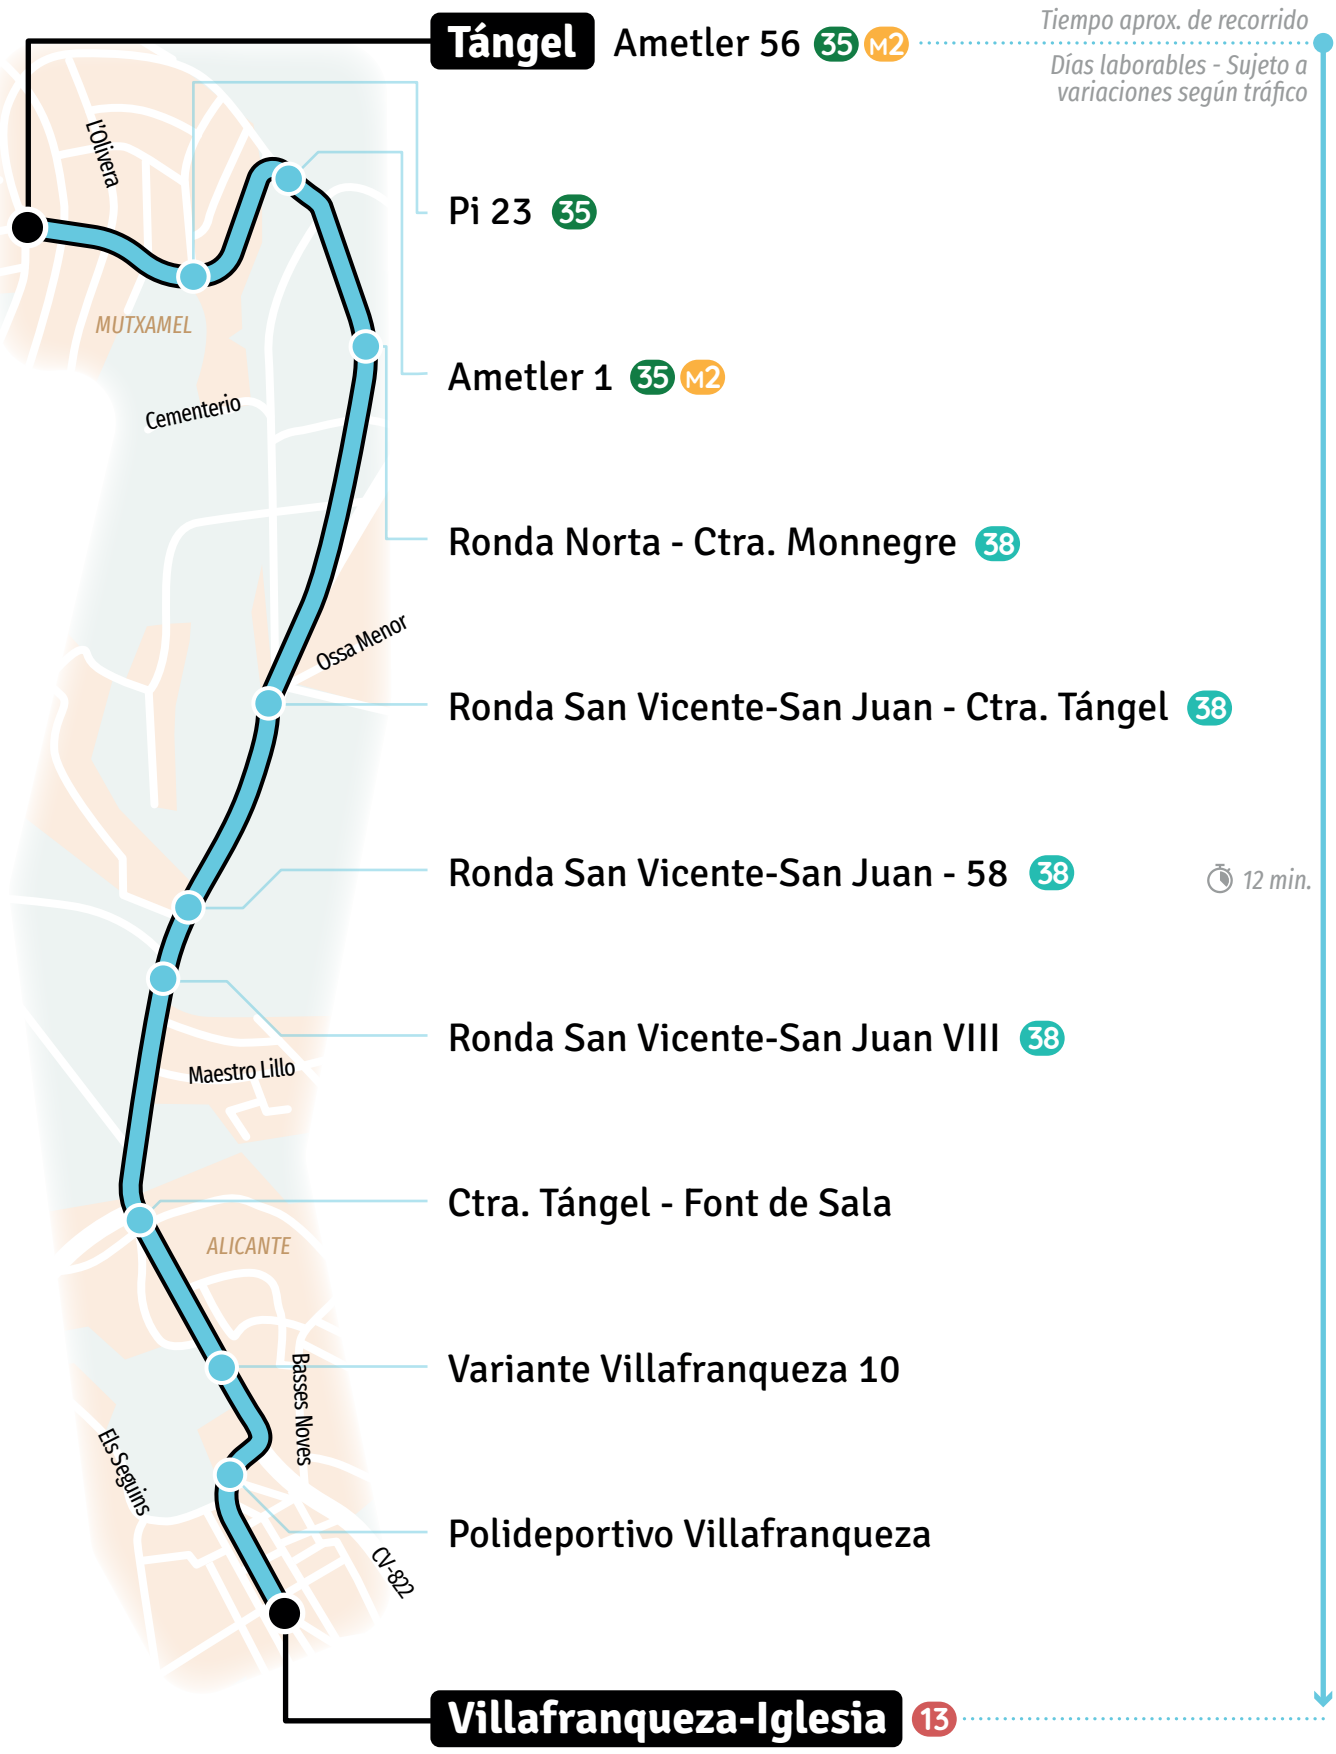 Tángel Ametler 56 35 M2
Tiempo aprox. de recorrido
Días laborables - Sujeto a
variaciones según tráfico
L'Olivera
Pi 23 35
MUTXAMEL
Ametler 1 35 M2
Cementerio
Ronda Norta - Ctra. Monnegre 38
Ossa Menor
Ronda San Vicente-San Juan - Ctra. Tángel 38
Ronda San Vicente-San Juan - 58 38
12 min.
Ronda San Vicente-San Juan VIII 38
Maestro Lillo
Ctra. Tángel - Font de Sala
ALICANTE
Variante Villafranqueza 10
Basses Noves
Els Seguins
Polideportivo Villafranqueza
CV-822
Villafranqueza-Iglesia 13